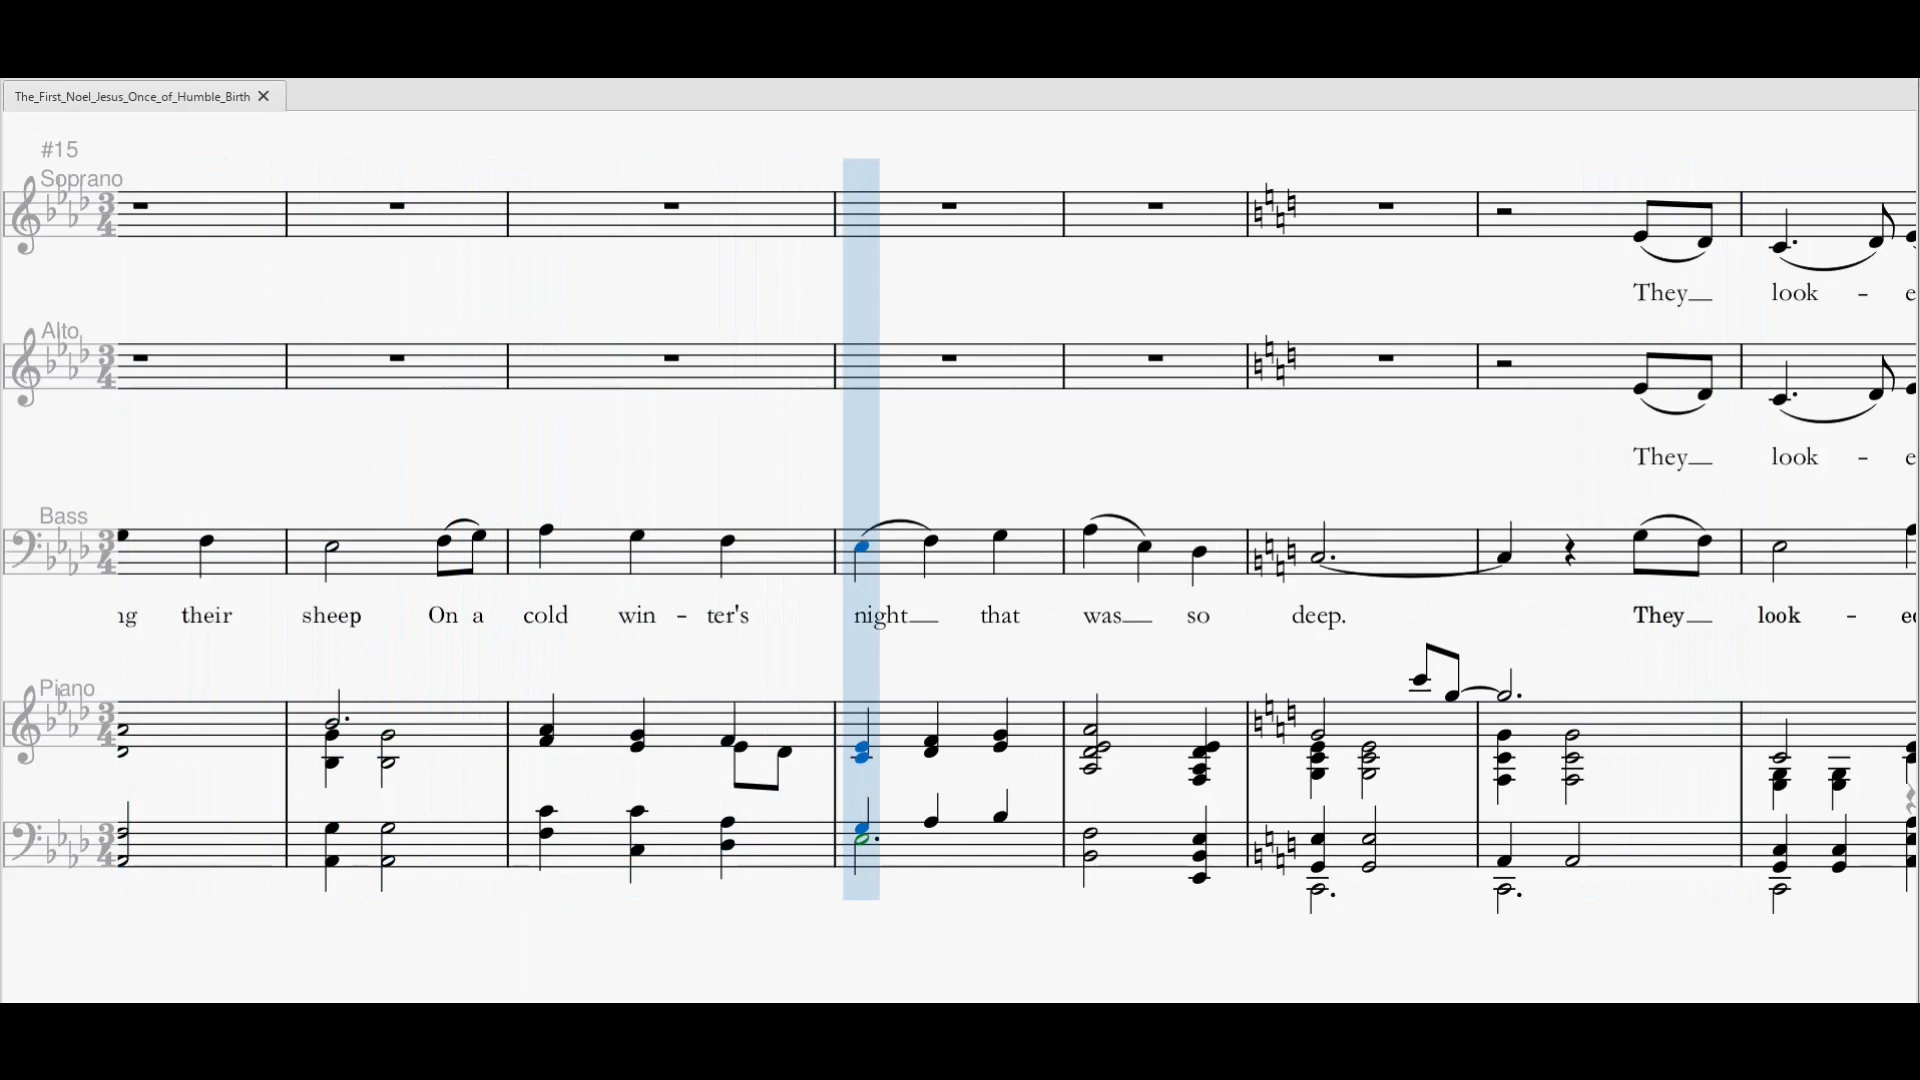 The_First_Noel_Jesus_Once_of_Humble_Birth
#15
Soprano
They look - e
Alto
They look - e
Bass
ng their sheep On a cold win - ter's night that was so deep. They look - ed
Piano